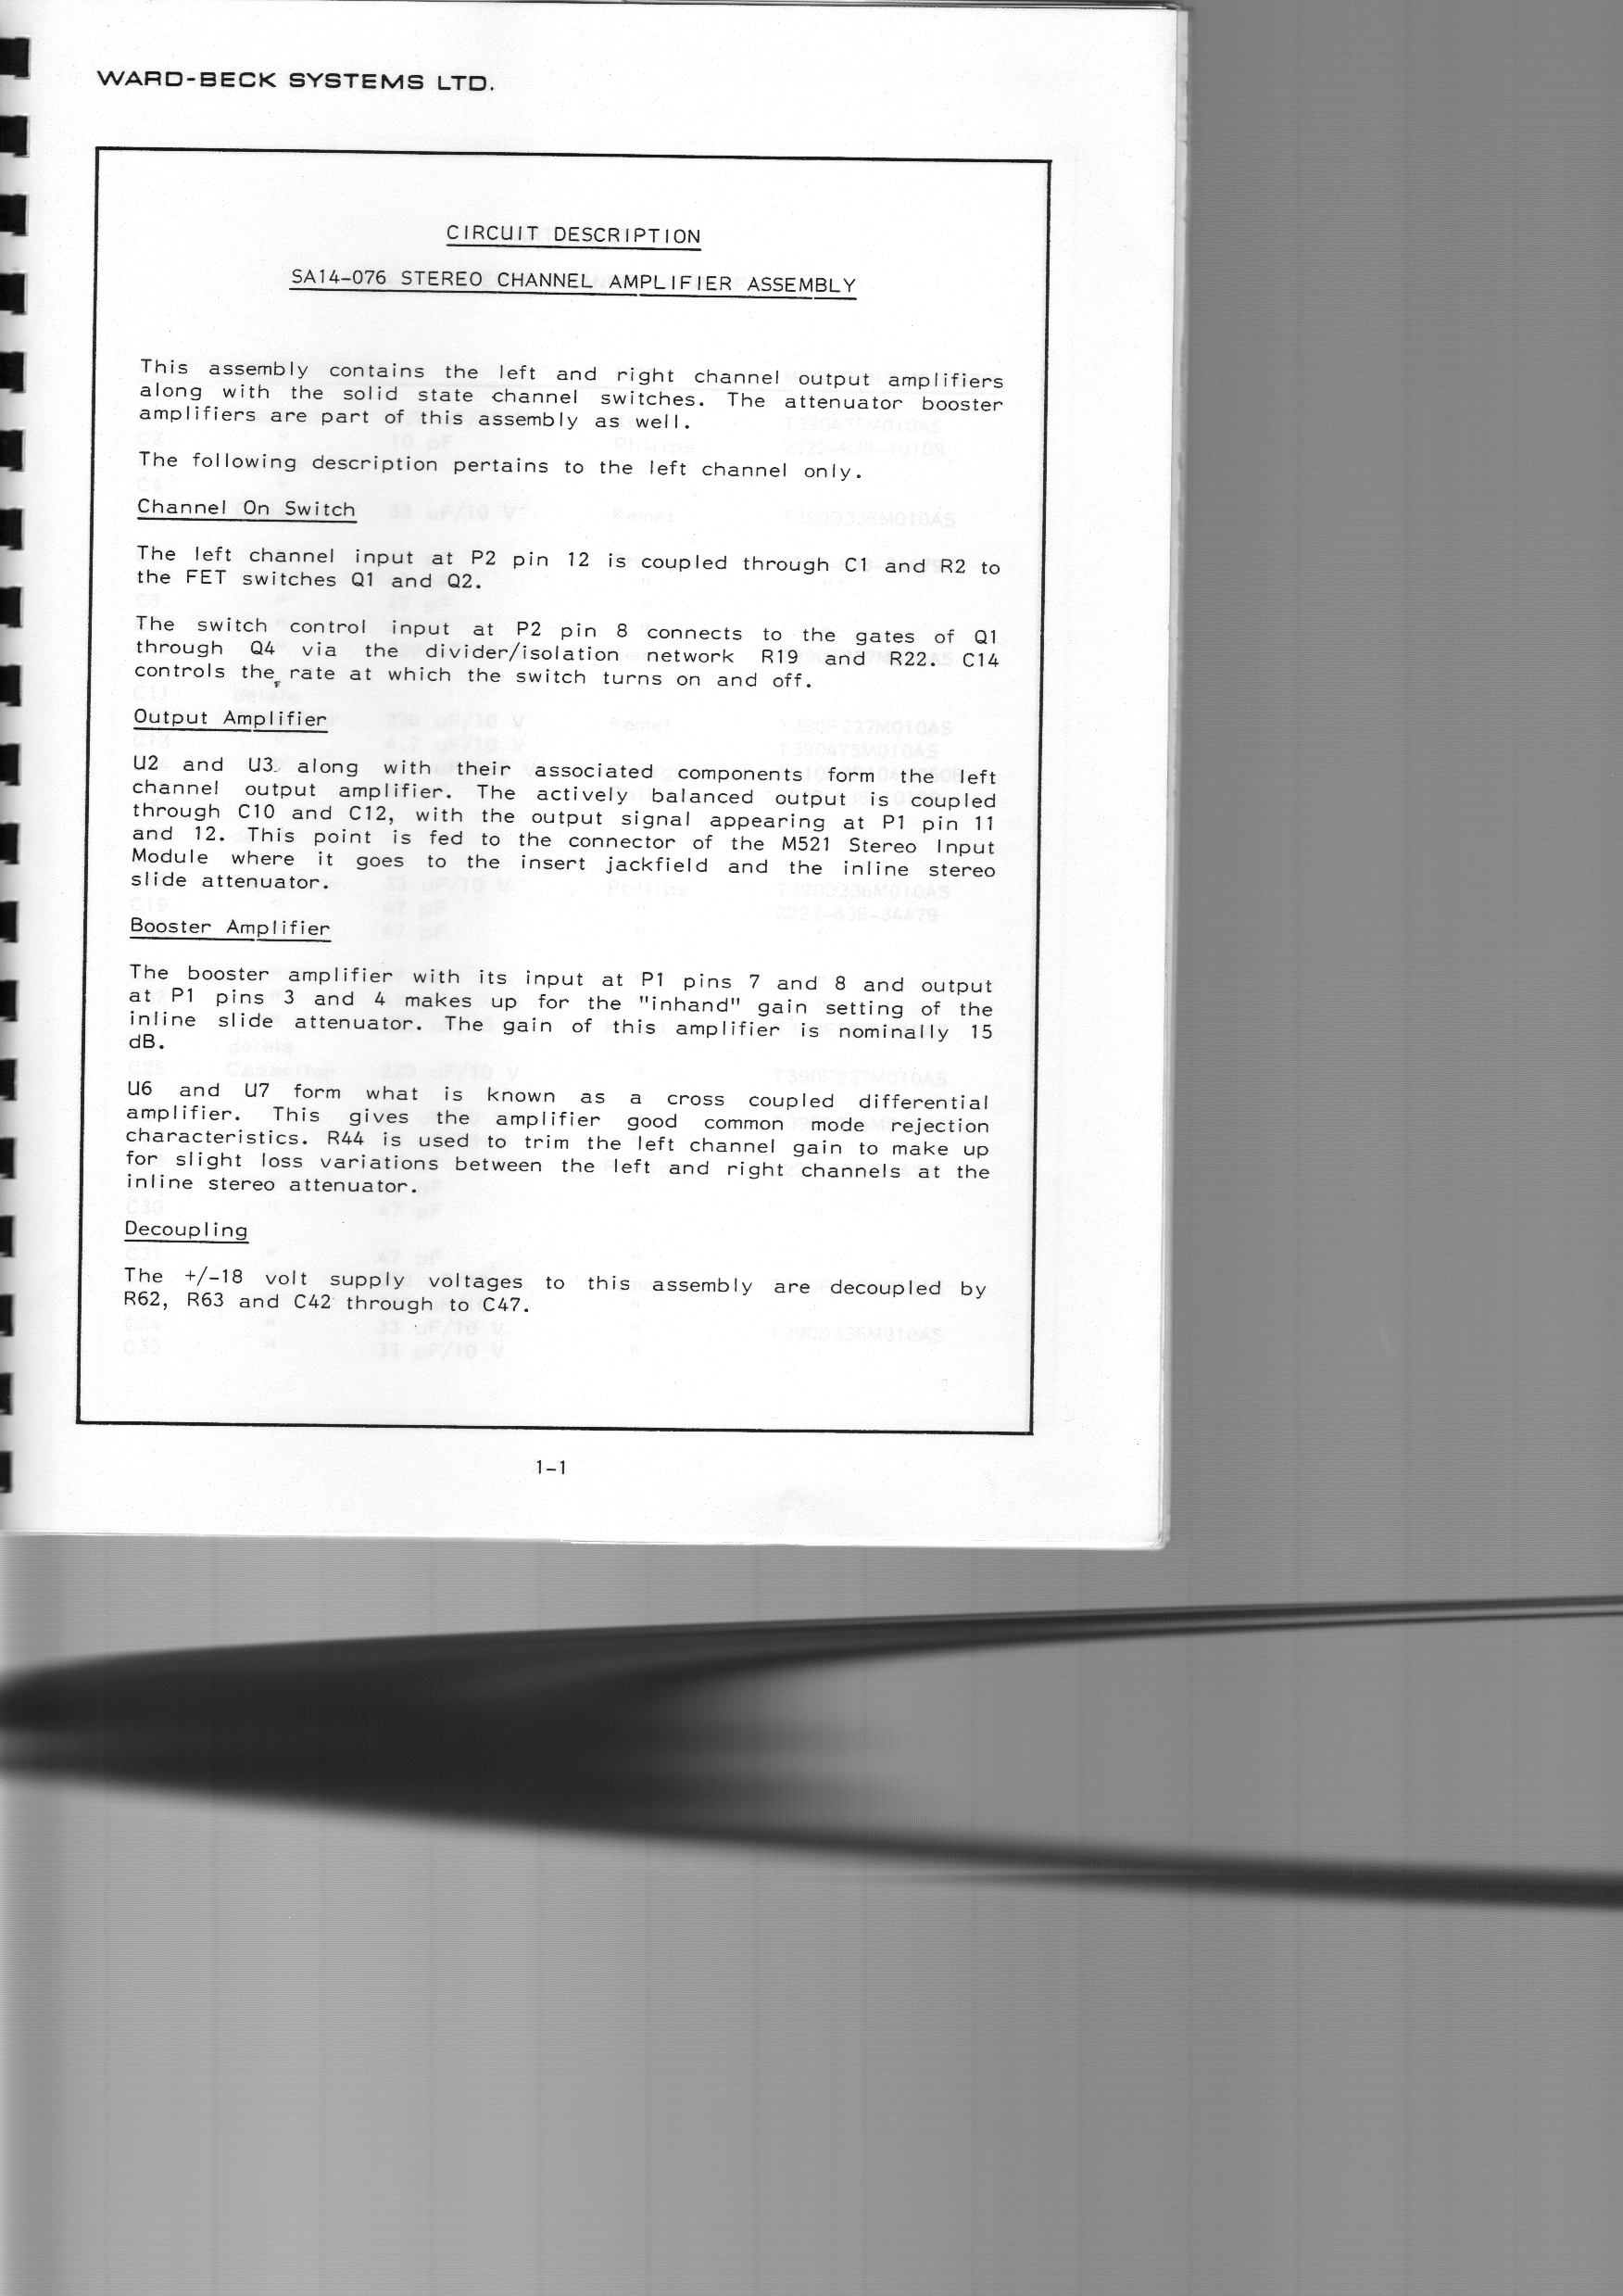 WARD-BECK SYSTEMS LTD.
CIRCUIT DESCRIPTION
SA14-076 STEREO CHANNEL AMPLIFIER ASSEMBLY
This assembly contains the left and right channel output amplifiers
along with the solid state channel switches. The attenuator booster
amplifiers are part of this assembly as well.
The following description pertains to the left channel only.
Channel On Switch
The left channel input at P2 pin 12 is coupled through C1 and R2 to
the FET switches Q1 and Q2.
The switch control input at P2 pin 8 connects to the gates of Q1
through Q4 via the divider/isolation network R19 and R22. C14
controls the rate at which the switch turns on and off.
Output Amplifier
U2 and U3 along with their associated components form the left
channel output amplifier. The actively balanced output is coupled
through C10 and C12, with the output signal appearing at P1 pin 11
and 12. This point is fed to the connector of the M521 Stereo Input
Module where it goes to the insert jackfield and the inline stereo
slide attenuator.
Booster Amplifier
The booster amplifier with its input at P1 pins 7 and 8 and output
at P1 pins 3 and 4 makes up for the "inhand" gain setting of the
inline slide attenuator. The gain of this amplifier is nominally 15
dB.
U6 and U7 form what is known as a cross coupled differential
amplifier. This gives the amplifier good common mode rejection
characteristics. R44 is used to trim the left channel gain to make up
for slight loss variations between the left and right channels at the
inline stereo attenuator.
Decoupling
The +/-18 volt supply voltages to this assembly are decoupled by
R62, R63 and C42 through to C47.
1-1